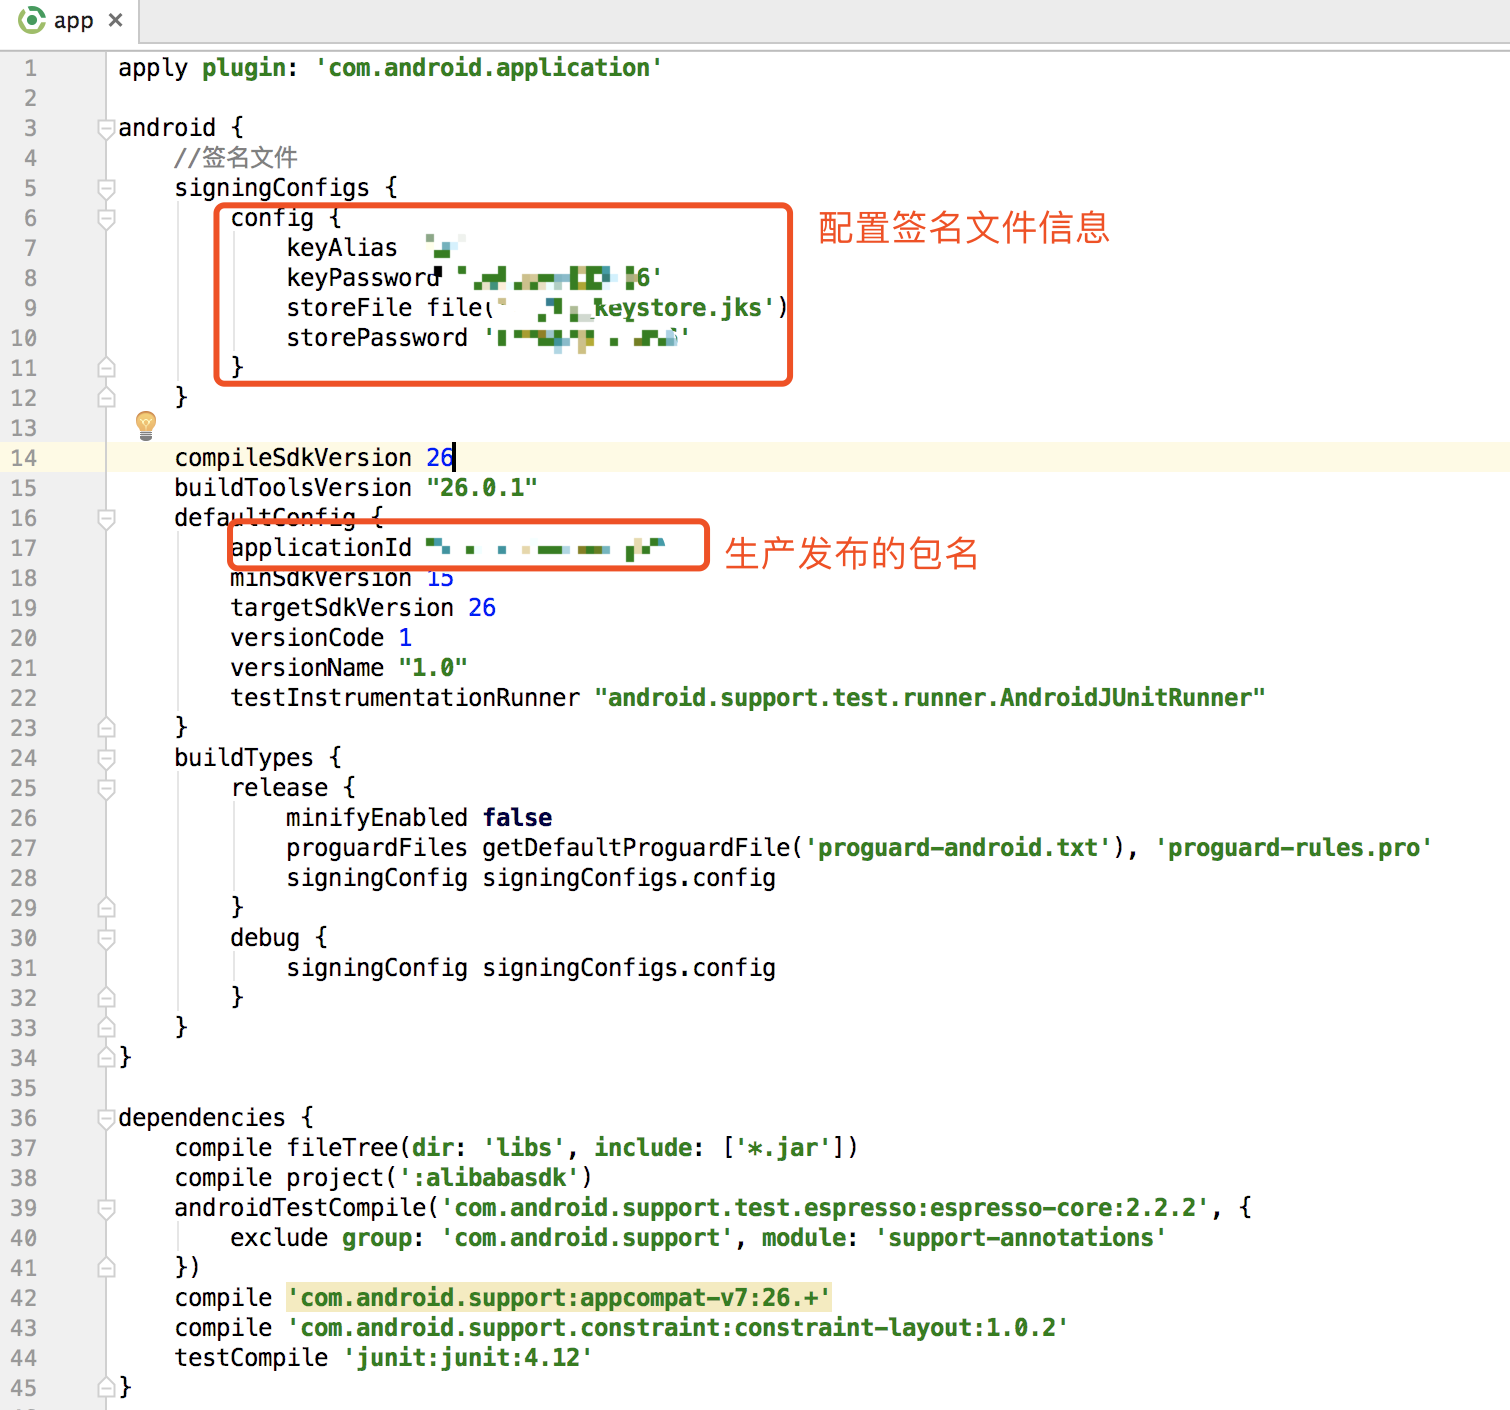 app
1 apply plugin: 'com.android.application'
2
3 android {
4 //签名文件
5 signingConfigs {
6 config {
配置签名文件信息
7 keyAlias
8 keyPassword 6'
9 storeFile file( keystore.jks')
10 storePassword ' '
11 }
12 }
13
14 compileSdkVersion 26
15 buildToolsVersion "26.0.1"
16 defaultConfig {
17 applicationId
生产发布的包名
18 minSdkVersion 15
19 targetSdkVersion 26
20 versionCode 1
21 versionName "1.0"
22 testInstrumentationRunner "android.support.test.runner.AndroidJUnitRunner"
23 }
24 buildTypes {
25 release {
26 minifyEnabled false
27 proguardFiles getDefaultProguardFile('proguard-android.txt'), 'proguard-rules.pro'
28 signingConfig signingConfigs.config
29 }
30 debug {
31 signingConfig signingConfigs.config
32 }
33 }
34 }
35
36 dependencies {
37 compile fileTree(dir: 'libs', include: ['*.jar'])
38 compile project(':alibabasdk')
39 androidTestCompile('com.android.support.test.espresso:espresso-core:2.2.2', {
40 exclude group: 'com.android.support', module: 'support-annotations'
41 })
42 compile 'com.android.support:appcompat-v7:26.+'
43 compile 'com.android.support.constraint:constraint-layout:1.0.2'
44 testCompile 'junit:junit:4.12'
45 }